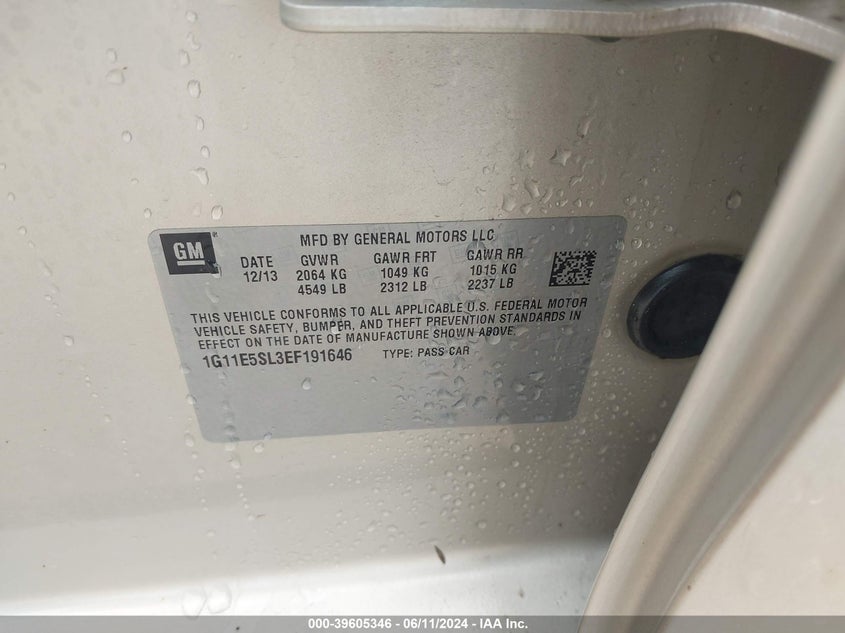 GM
MFD BY GENERAL MOTORS LLC
DATE GVWR GAWR FRT GAWR RR
12/13 2064 KG 1049 KG 1015 KG
4549 LB 2312 LB 2237 LB
THIS VEHICLE CONFORMS TO ALL APPLICABLE U.S. FEDERAL MOTOR
VEHICLE SAFETY, BUMPER, AND THEFT PREVENTION STANDARDS IN
EFFECT ON THE DATE OF MANUFACTURE SHOWN ABOVE.
1G11E5SL3EF191646 TYPE: PASS CAR
000-39605346 - 06/11/2024 - IAA Inc.